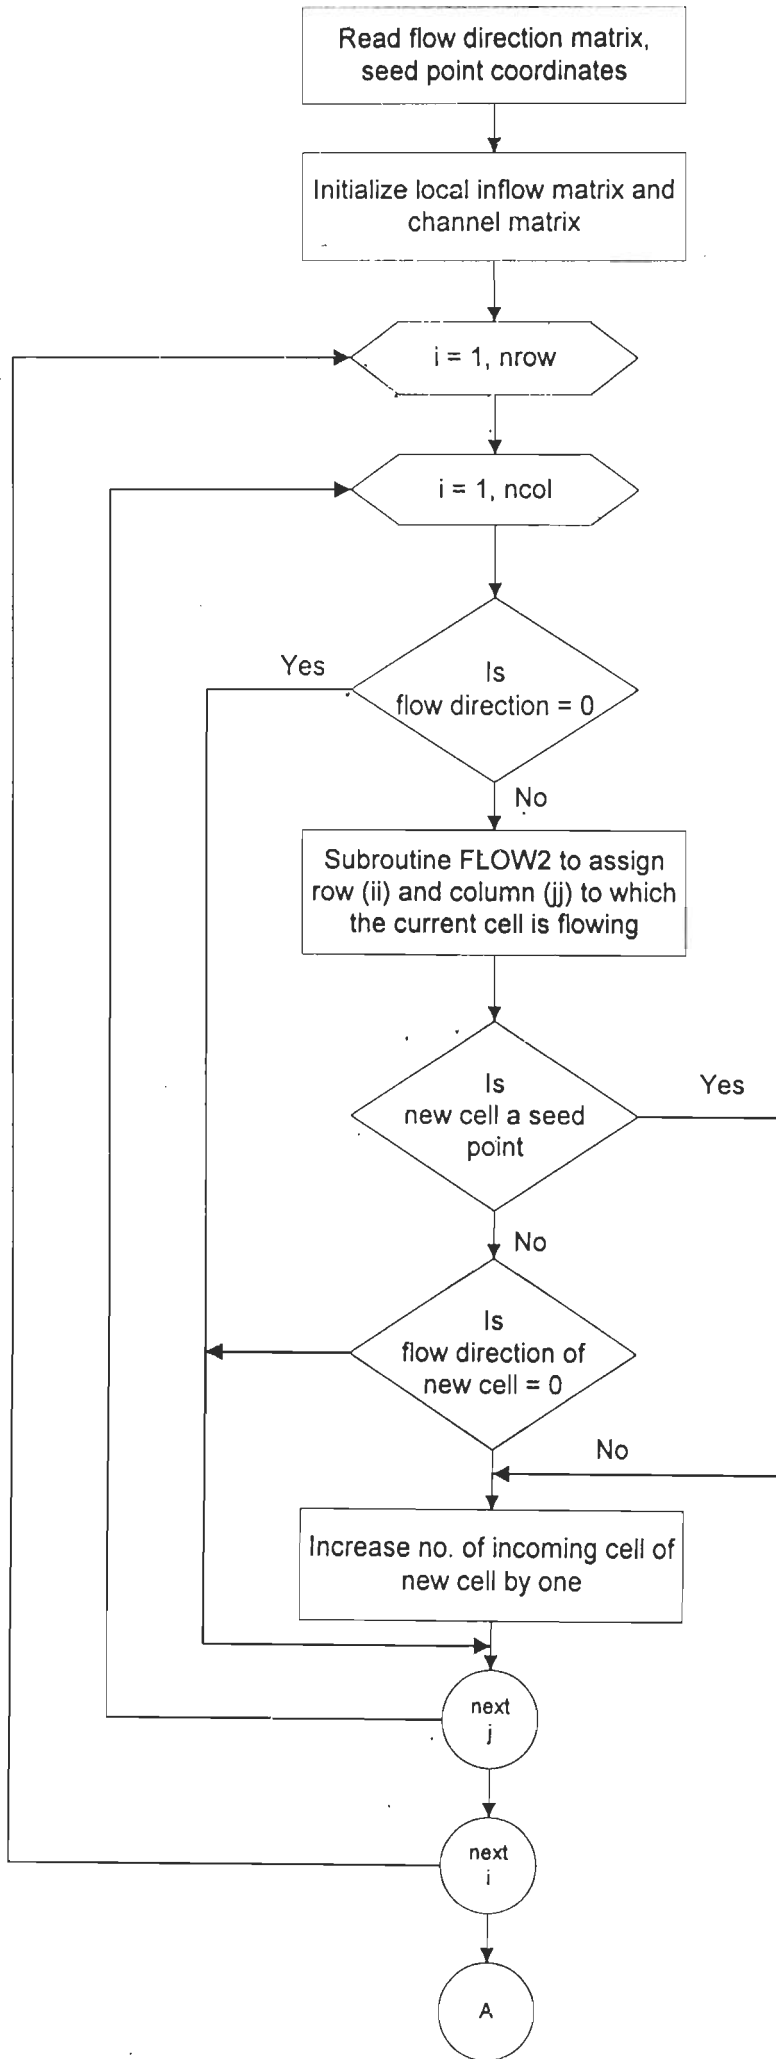 Read flow direction matrix,
seed point coordinates
Initialize local inflow matrix and
channel matrix
i = 1, nrow
i = 1, ncol
Yes
Is
flow direction = 0
No
Subroutine FLOW2 to assign
row (ii) and column (jj) to which
the current cell is flowing
Is
new cell a seed
point
Yes
No
Is
flow direction of
new cell = 0
No
Increase no. of incoming cell of
new cell by one
next
j
next
i
A